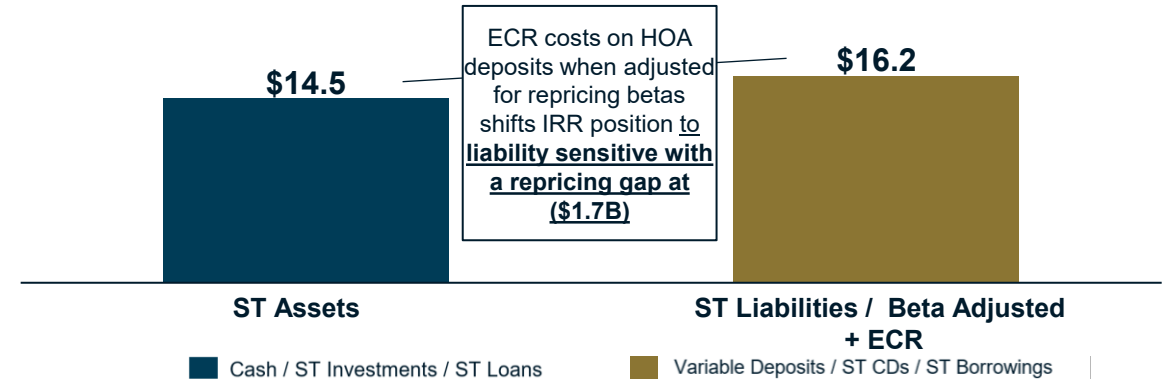 ECR costs on HOA
deposits when adjusted
for repricing betas
shifts IRR position to
liability sensitive with
a repricing gap at
($1.7B)
$14.5
$16.2
ST Assets
ST Liabilities / Beta Adjusted
+ ECR
Cash / ST Investments / ST Loans
Variable Deposits / ST CDs / ST Borrowings